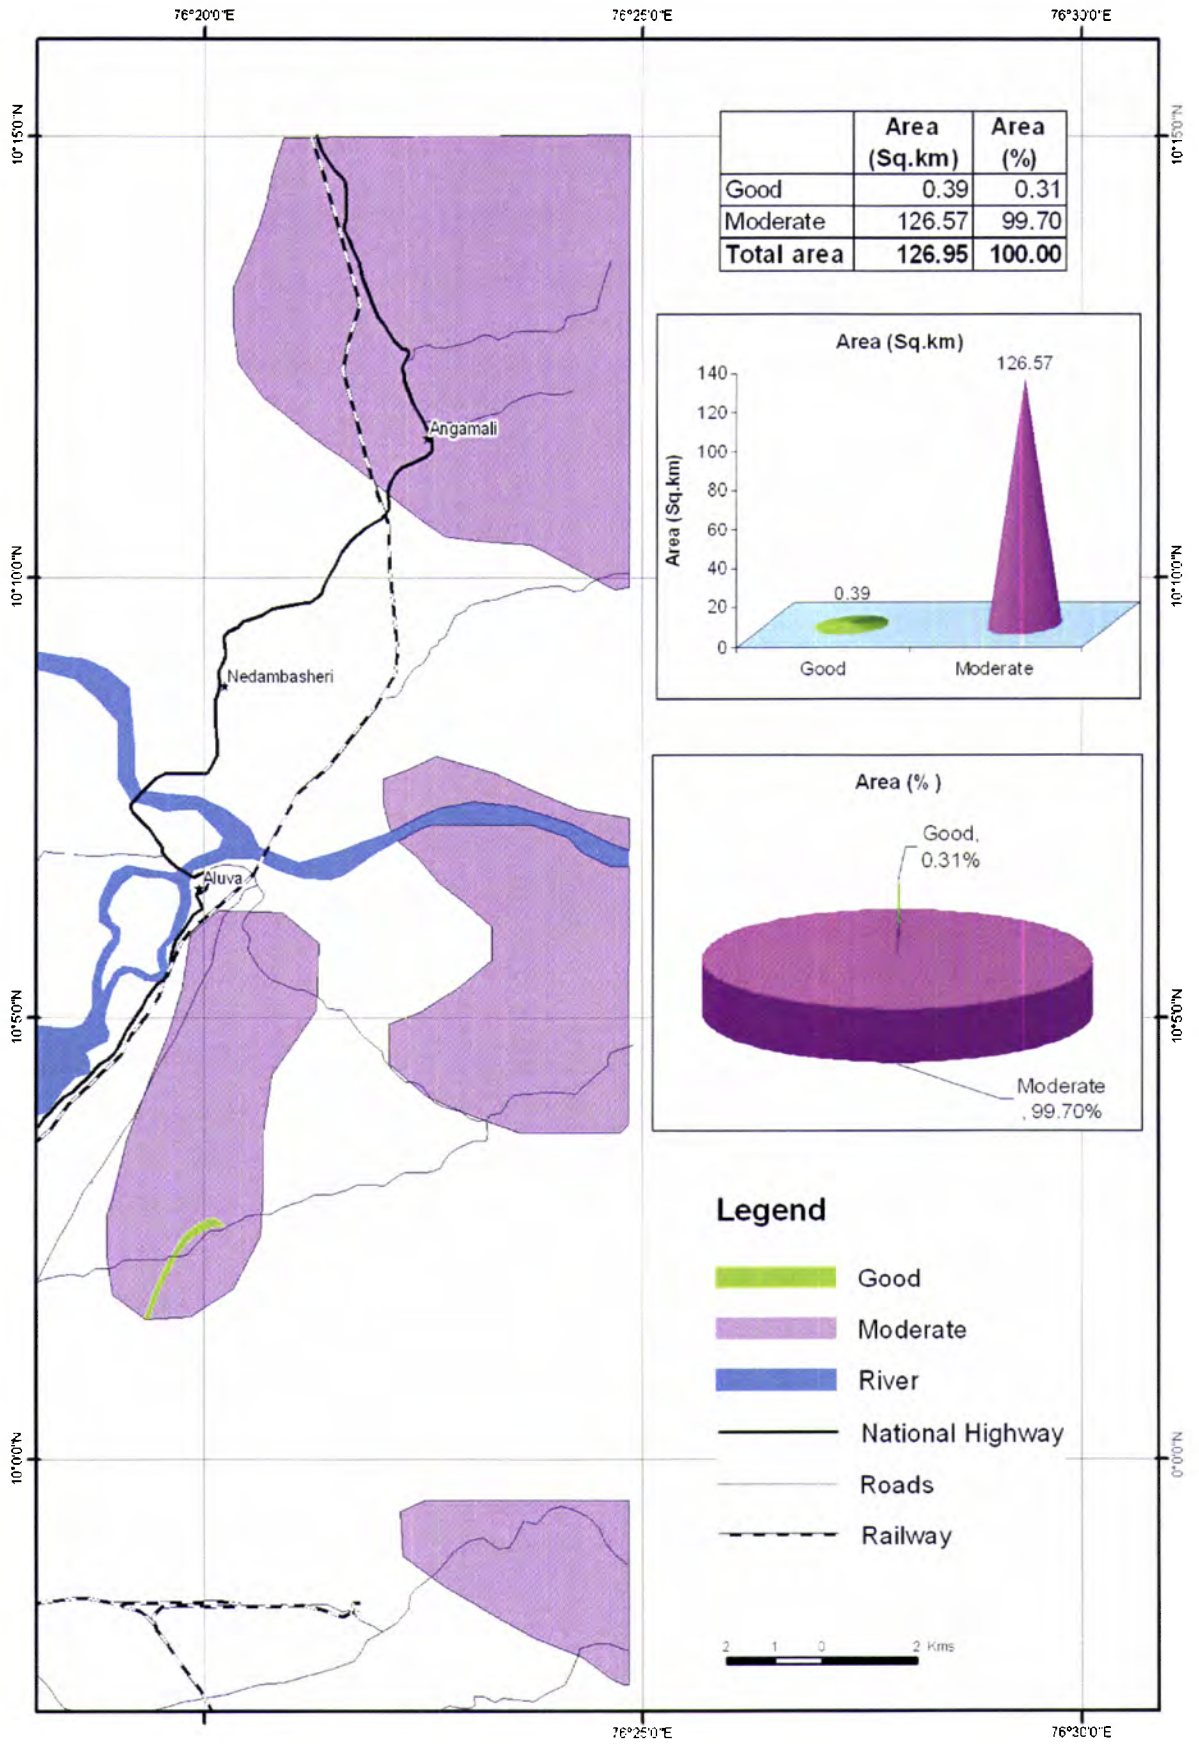 76°20'0"E 76°25'0"E 76°30'0"E
10°15'0"N
10°15'0"N
Area (Sq.km) Area (%)
Good 0.39 0.31
Moderate 126.57 99.70
Total area 126.95 100.00
Area (Sq.km)
126.57
140
120
100
80
60
40
20
0
Area (Sq.km)
0.39
Good Moderate
Angamali
10°10'0"N
10°10'0"N
Nedambasheri
Aluva
Area (% )
Good,
0.31%
Moderate
, 99.70%
10°5'0"N
10°5'0"N
Legend
Good
Moderate
River
National Highway
Roads
Railway
10°0'0"N
0°0'0"N
2 1 0 2 Kms
76°25'0"E 76°30'0"E